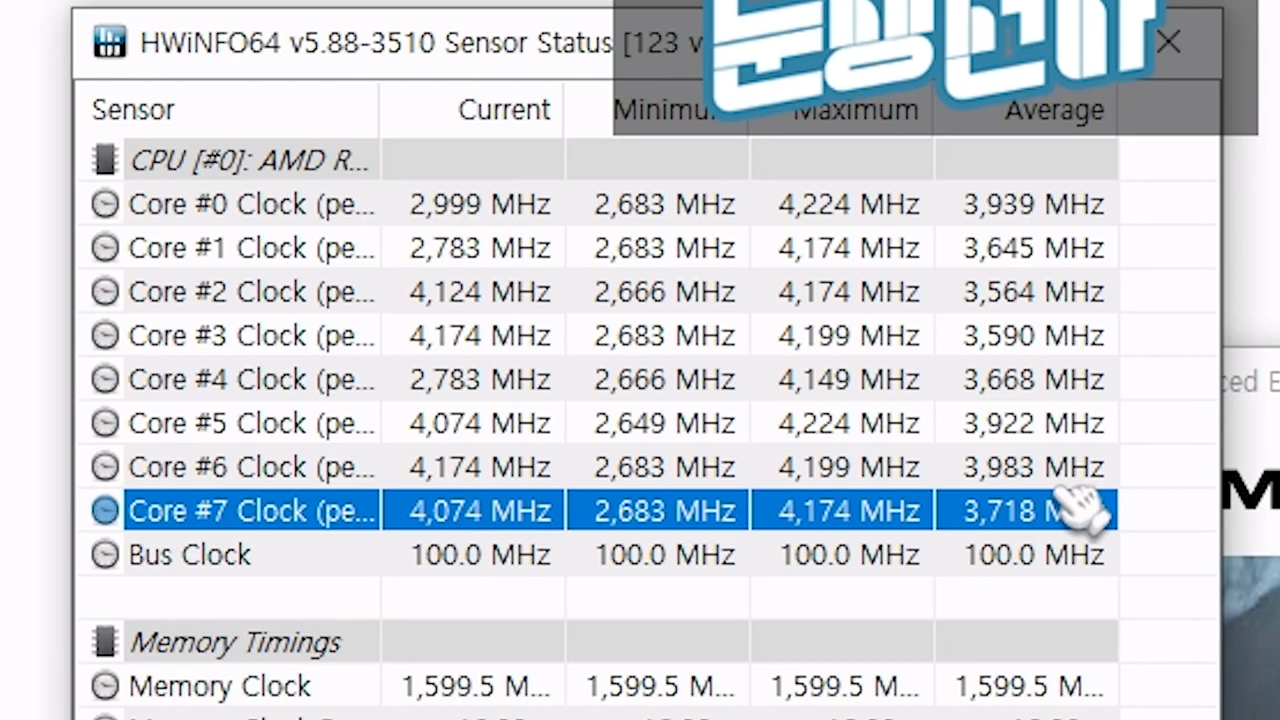 HWiNFO64 v5.88-3510 Sensor Status [123 v
Sensor Current Minimu Maximum Average
CPU [#0]: AMD R...
Core #0 Clock (pe... 2,999 MHz 2,683 MHz 4,224 MHz 3,939 MHz
Core #1 Clock (pe... 2,783 MHz 2,683 MHz 4,174 MHz 3,645 MHz
Core #2 Clock (pe... 4,124 MHz 2,666 MHz 4,174 MHz 3,564 MHz
Core #3 Clock (pe... 4,174 MHz 2,683 MHz 4,199 MHz 3,590 MHz
Core #4 Clock (pe... 2,783 MHz 2,666 MHz 4,149 MHz 3,668 MHz
Core #5 Clock (pe... 4,074 MHz 2,649 MHz 4,224 MHz 3,922 MHz
Core #6 Clock (pe... 4,174 MHz 2,683 MHz 4,199 MHz 3,983 MHz
Core #7 Clock (pe... 4,074 MHz 2,683 MHz 4,174 MHz 3,718 M
Bus Clock 100.0 MHz 100.0 MHz 100.0 MHz 100.0 MHz
Memory Timings
Memory Clock 1,599.5 M... 1,599.5 M... 1,599.5 M... 1,599.5 M...
ced E
M